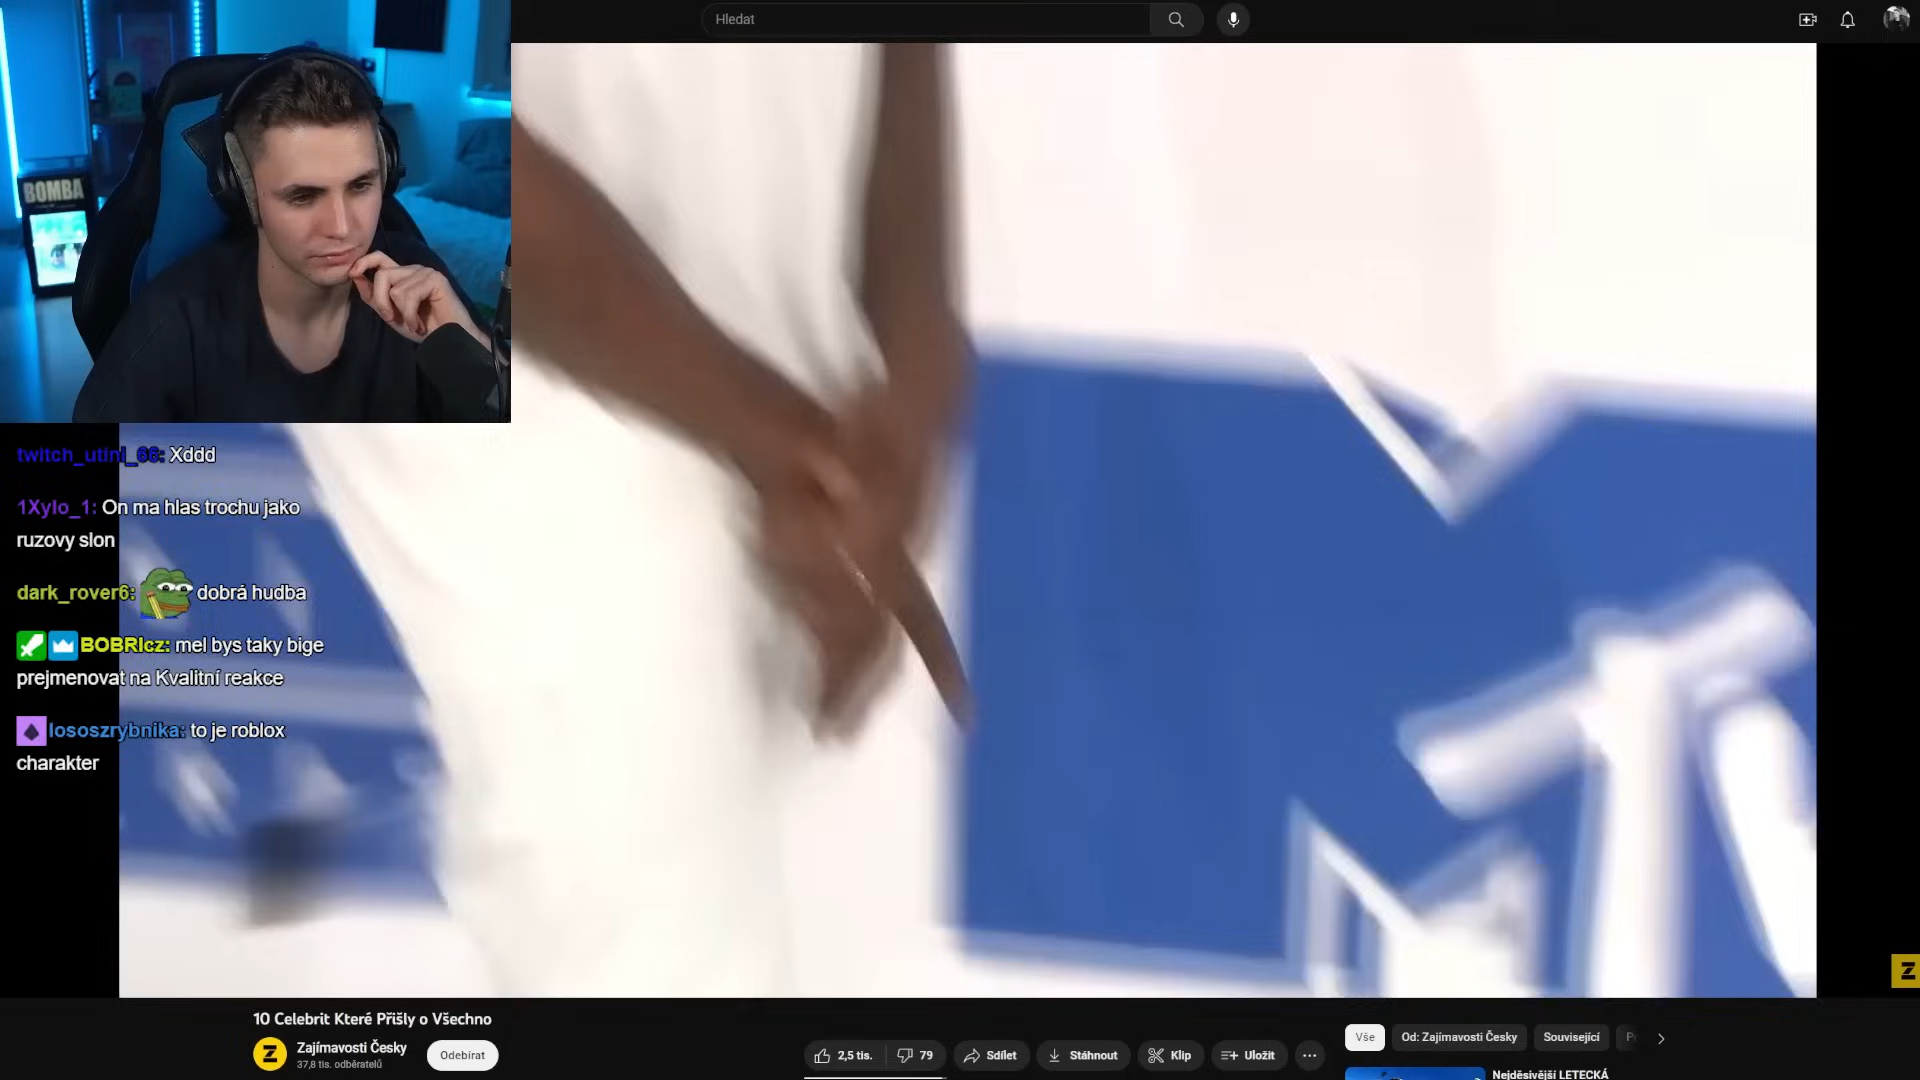 Hledat
BOMBA
twitch_utini_66: Xddd
1Xylo_1: On ma hlas trochu jako
ruzovy slon
dark_rover6: dobrá hudba
BOBRIcz: mel bys taky bige
prejmenovat na Kvalitní reakce
lososzrybnika: to je roblox
charakter
Z
10 Celebrit Které Přišly o Všechno
Z
Zajímavosti Česky
37,8 tis. odběratelů
Odebírat
2,5 tis.
79
Sdílet
Stáhnout
Klip
Uložit
Vše
Od: Zajímavosti Česky
Související
Nejděsivější LETECKÁ